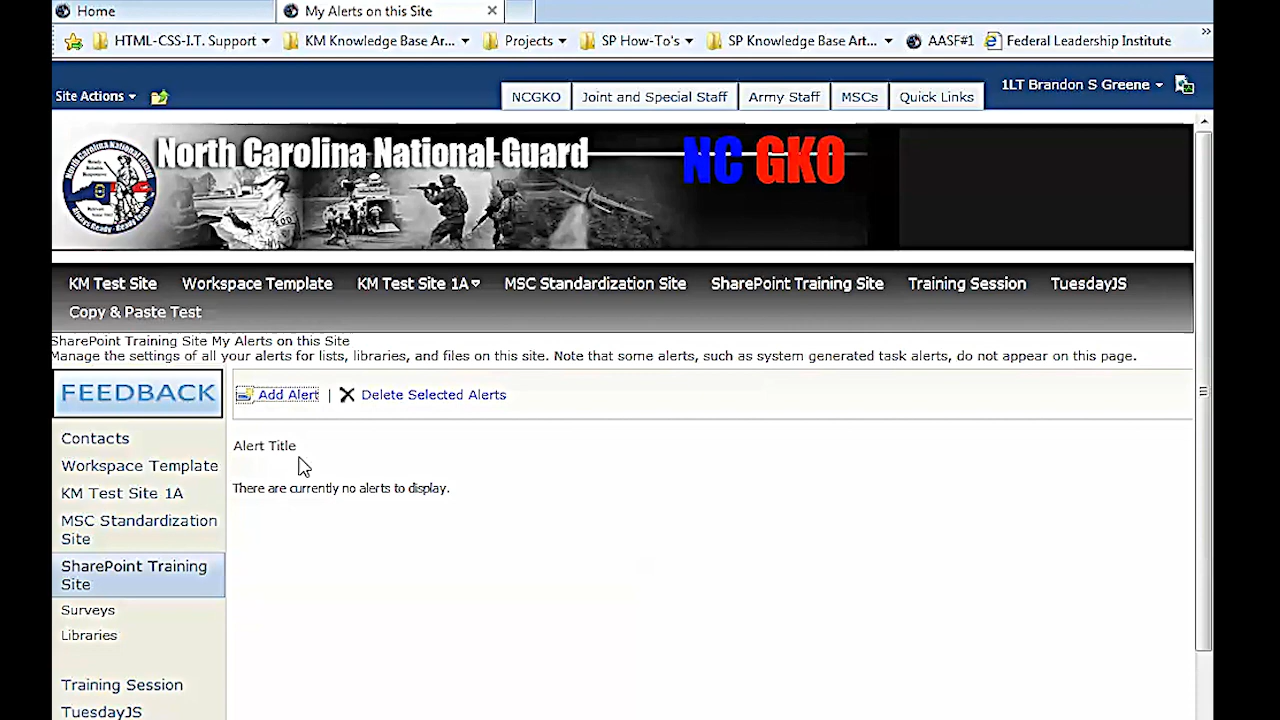 Home My Alerts on this Site
HTML-CSS-I.T. Support KM Knowledge Base Ar... Projects SP How-To's SP Knowledge Base Art... AASF#1 Federal Leadership Institute
Site Actions NCGKO Joint and Special Staff Army Staff MSCs Quick Links 1LT Brandon S Greene
North Carolina National Guard NC GKO
KM Test Site Workspace Template KM Test Site 1A MSC Standardization Site SharePoint Training Site Training Session TuesdayJS
Copy & Paste Test
SharePoint Training Site My Alerts on this Site
Manage the settings of all your alerts for lists, libraries, and files on this site. Note that some alerts, such as system generated task alerts, do not appear on this page.
FEEDBACK
Add Alert | Delete Selected Alerts
Contacts
Alert Title
Workspace Template
There are currently no alerts to display.
KM Test Site 1A
MSC Standardization
Site
SharePoint Training
Site
Surveys
Libraries
Training Session
TuesdayJS